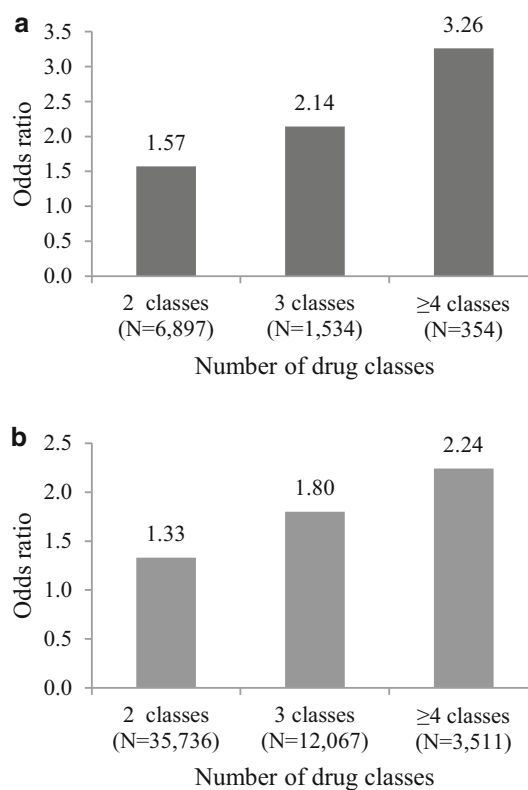 a
3.5
3.0
2.5
2.0
1.5
1.0
0.5
0.0
Odds ratio
1.57
2.14
3.26
2 classes 3 classes ≥4 classes
(N=6,897) (N=1,534) (N=354)
Number of drug classes
b
2.5
2.0
1.5
1.0
0.5
0.0
Odds ratio
1.33
1.80
2.24
2 classes 3 classes ≥4 classes
(N=35,736) (N=12,067) (N=3,511)
Number of drug classes